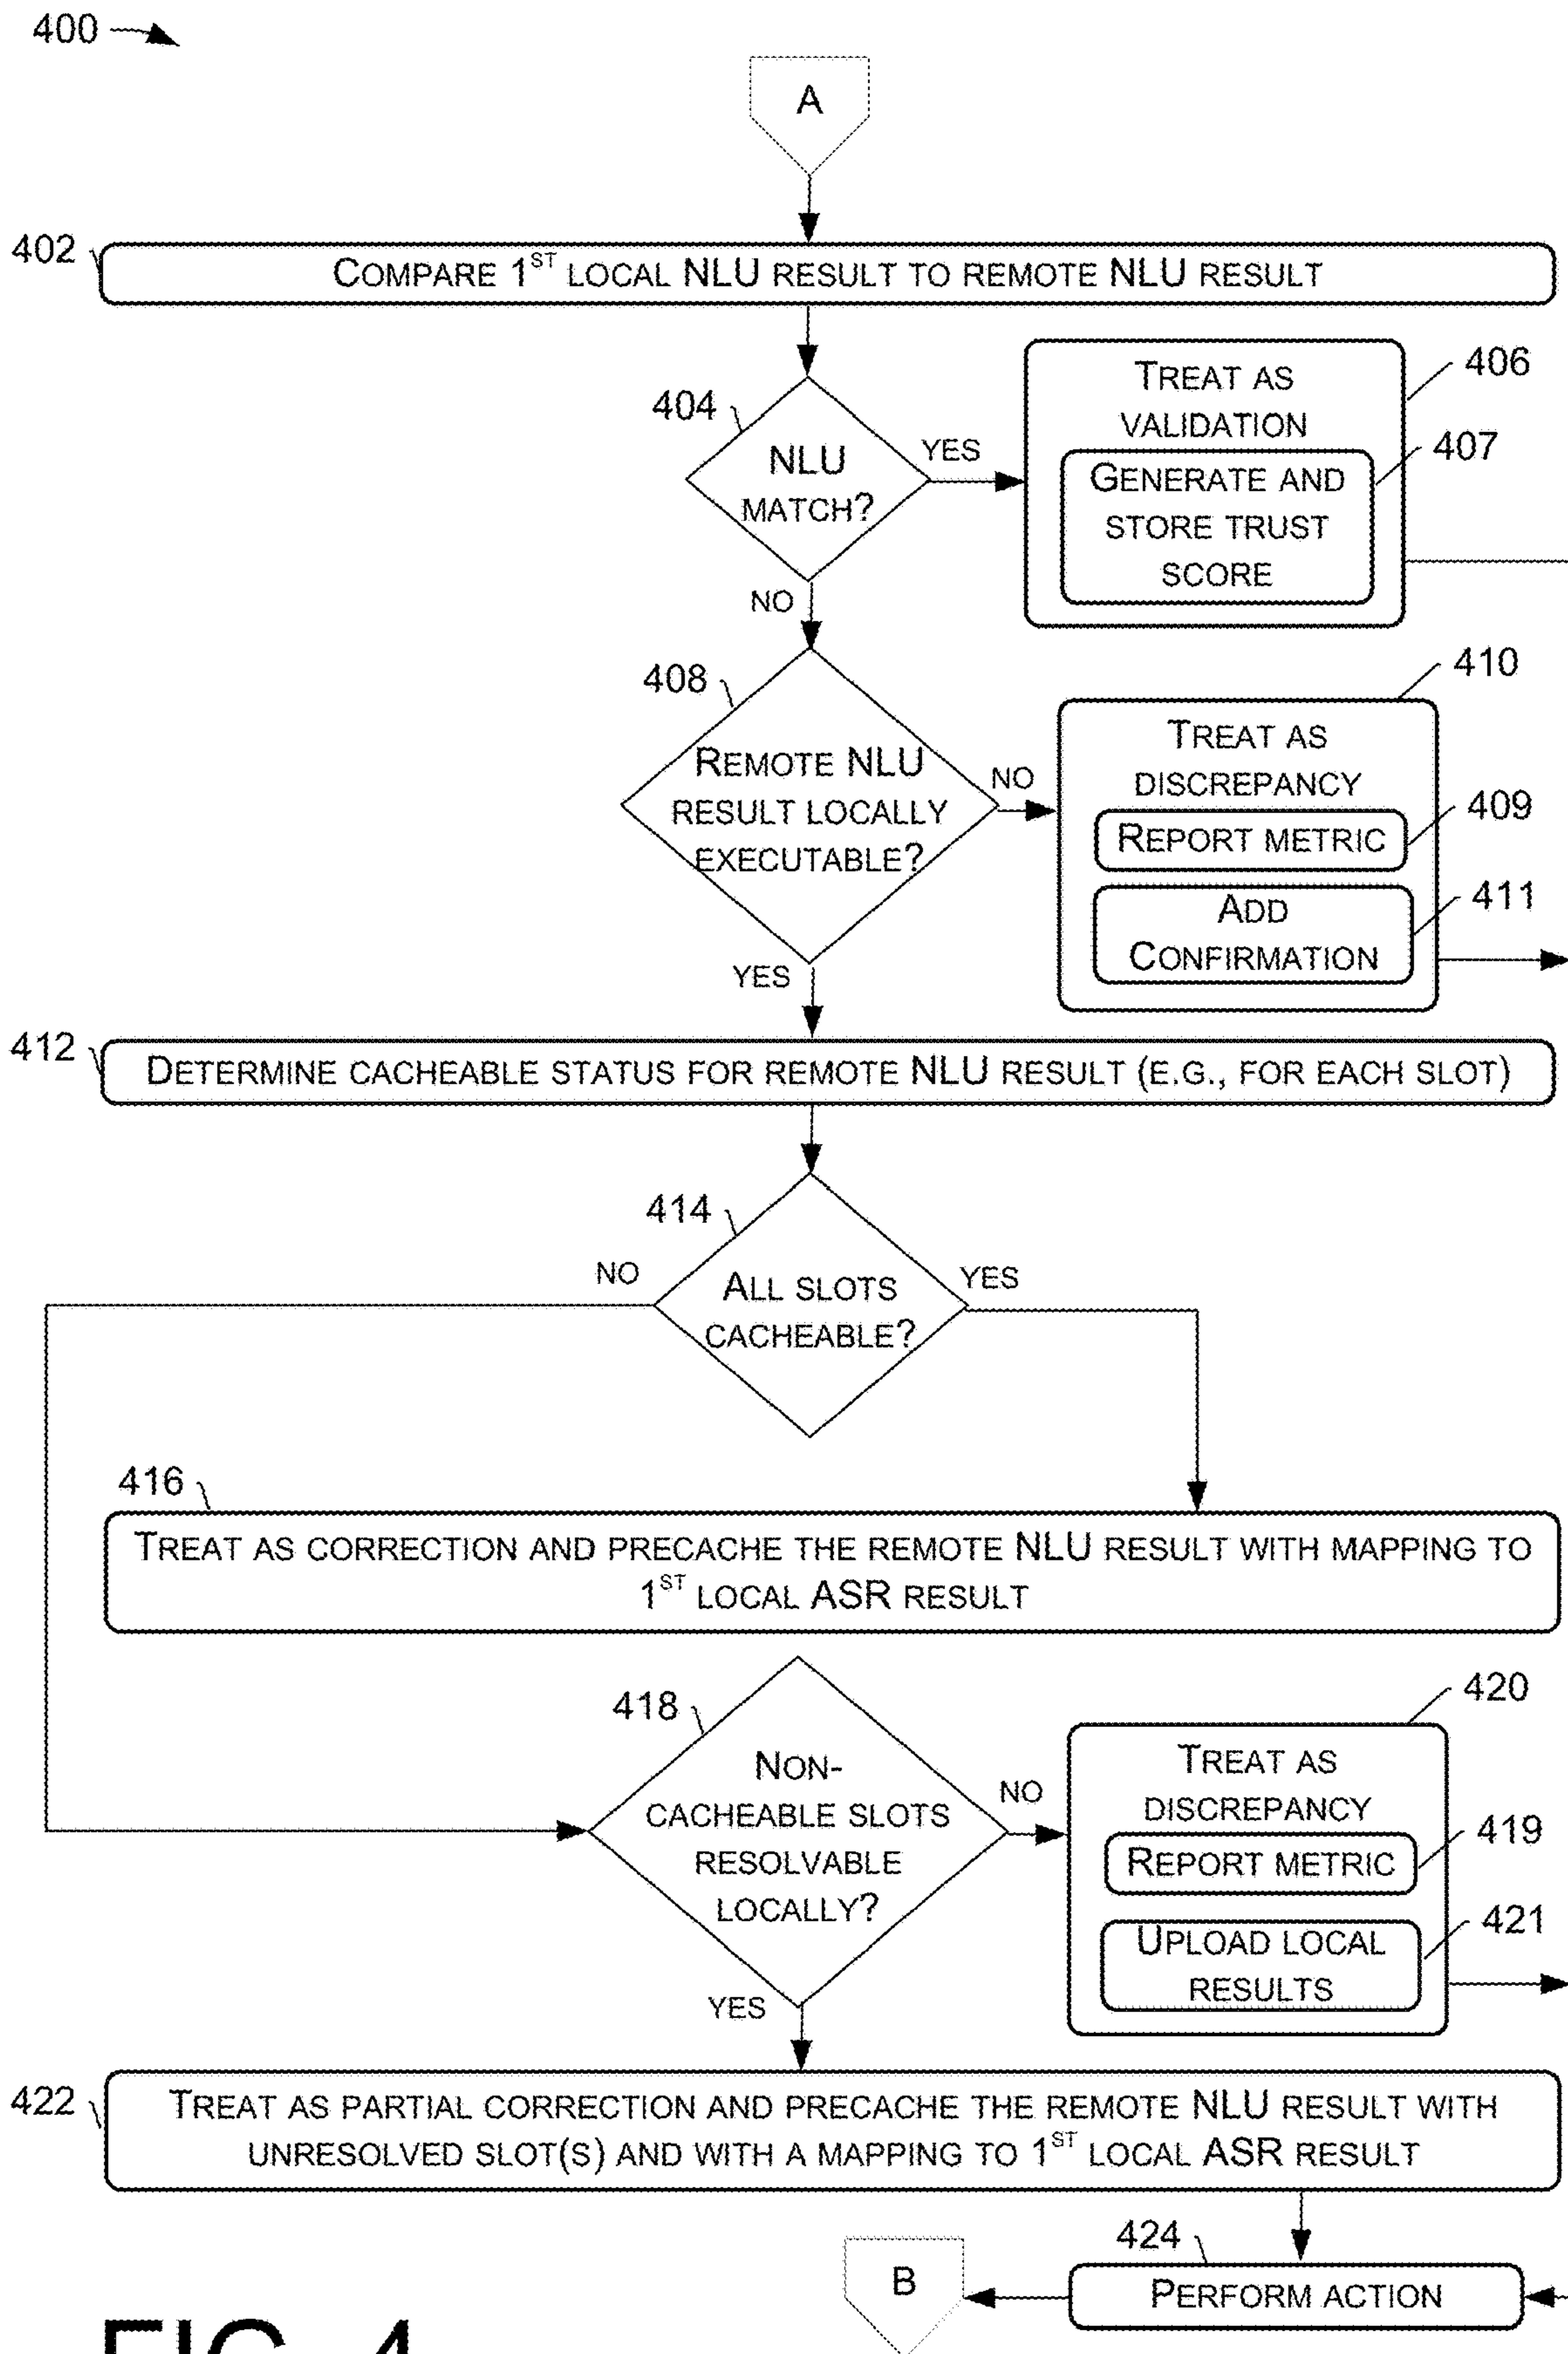 400
A
402
COMPARE 1ST LOCAL NLU RESULT TO REMOTE NLU RESULT
404
NLU
MATCH?
YES
NO
TREAT AS
VALIDATION
406
407
GENERATE AND
STORE TRUST
SCORE
408
REMOTE NLU
RESULT LOCALLY
EXECUTABLE?
NO
YES
410
TREAT AS
DISCREPANCY
409
REPORT METRIC
411
ADD
CONFIRMATION
412
DETERMINE CACHEABLE STATUS FOR REMOTE NLU RESULT (E.G., FOR EACH SLOT)
414
NO
YES
ALL SLOTS
CACHEABLE?
416
TREAT AS CORRECTION AND PRECACHE THE REMOTE NLU RESULT WITH MAPPING TO
1ST LOCAL ASR RESULT
418
NON-
CACHEABLE SLOTS
RESOLVABLE
LOCALLY?
NO
YES
420
TREAT AS
DISCREPANCY
419
REPORT METRIC
421
UPLOAD LOCAL
RESULTS
422
TREAT AS PARTIAL CORRECTION AND PRECACHE THE REMOTE NLU RESULT WITH
UNRESOLVED SLOT(S) AND WITH A MAPPING TO 1ST LOCAL ASR RESULT
424
PERFORM ACTION
B
FIG. 4